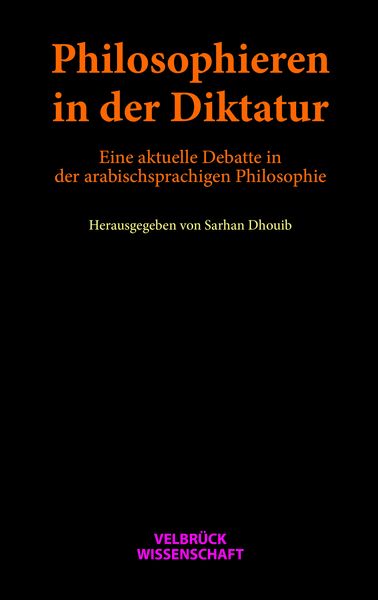 Philosophieren
in der Diktatur
Eine aktuelle Debatte in
der arabischsprachigen Philosophie
Herausgegeben von Sarhan Dhouib
VELBRÜCK
WISSENSCHAFT